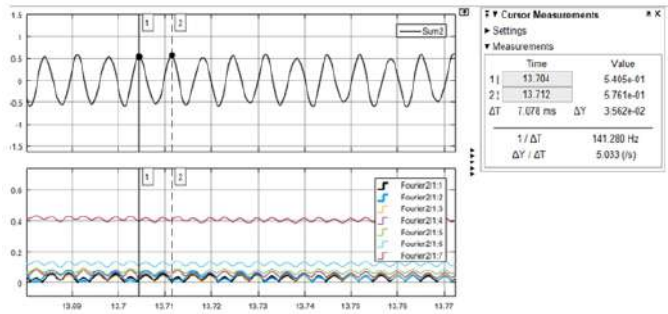 1.5
1
0.5
0
-0.5
-1
-1.5
1
2
Sum2
0.6
0.4
0.2
0
1
2
Fourier2/1:1
Fourier2/1:2
Fourier2/1:3
Fourier2/1:4
Fourier2/1:5
Fourier2/1:6
Fourier2/1:7
13.69 13.7 13.71 13.72 13.73 13.74 13.75 13.76 13.77
Cursor Measurements
Settings
Measurements
Time Value
1 13.704 5.405e-01
2 13.712 5.761e-01
ΔT 7.078 ms ΔY 3.562e-02
1 / ΔT 141.280 Hz
ΔY / ΔT 5.033 (/s)